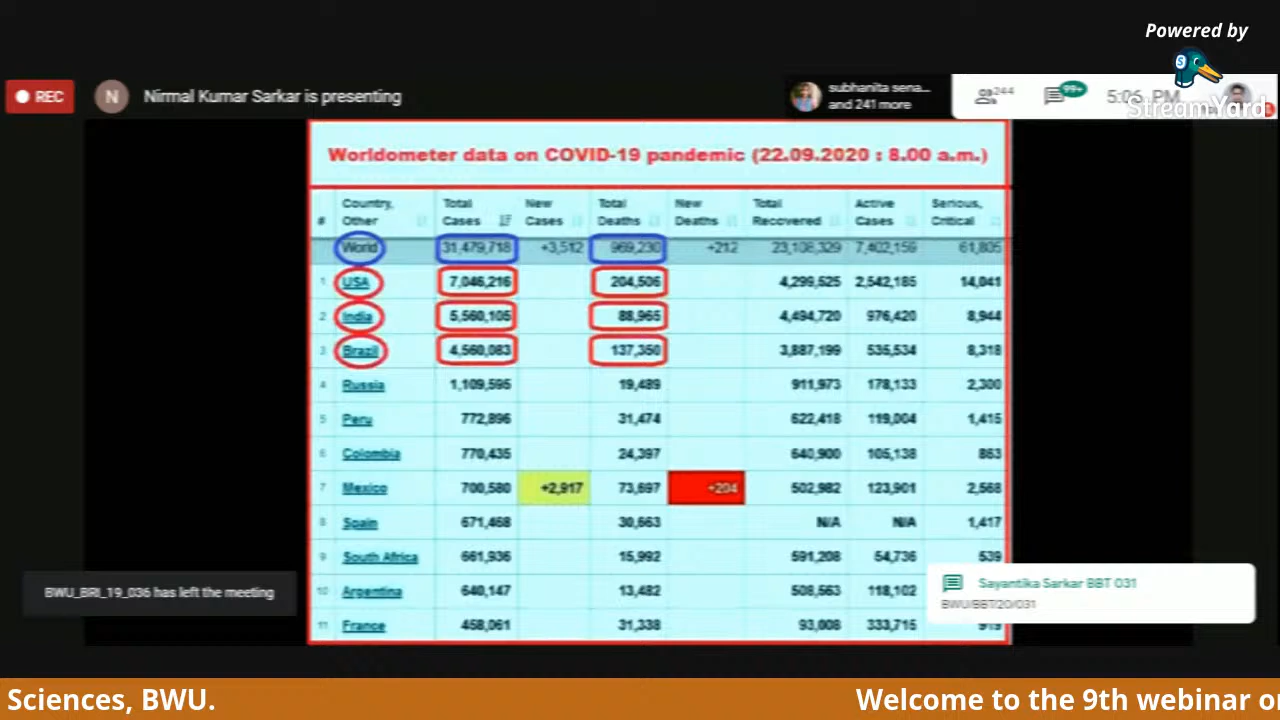 Powered by
StreamYard
REC
N
Nirmal Kumar Sarkar is presenting
subhanita sena...
and 241 more
244
99+
5:06 PM
Worldometer data on COVID-19 pandemic (22.09.2020 : 8.00 a.m.)
# Country, Other Total Cases New Cases Total Deaths New Deaths Total Recovered Active Cases Serious, Critical
World 31,479,718 +3,512 969,230 +212 23,108,329 7,402,159 61,805
1 USA 7,046,216 204,506 4,299,525 2,542,185 14,041
2 India 5,560,105 88,965 4,494,720 976,420 8,944
3 Brazil 4,560,083 137,350 3,887,199 535,534 8,318
4 Russia 1,109,595 19,489 911,973 178,133 2,300
5 Peru 772,896 31,474 622,418 119,004 1,415
6 Colombia 770,435 24,397 640,900 105,138 863
7 Mexico 700,580 +2,917 73,697 +204 502,982 123,901 2,568
8 Spain 671,468 30,663 N/A N/A 1,417
9 South Africa 661,936 15,992 591,208 54,736 539
10 Argentina 640,147 13,482 508,563 118,102
11 France 458,061 31,338 93,008 333,715
BWU_BRI_19_036 has left the meeting
Sayantika Sarkar BBT 031
BWU/BBT/20/031
Sciences, BWU.
Welcome to the 9th webinar